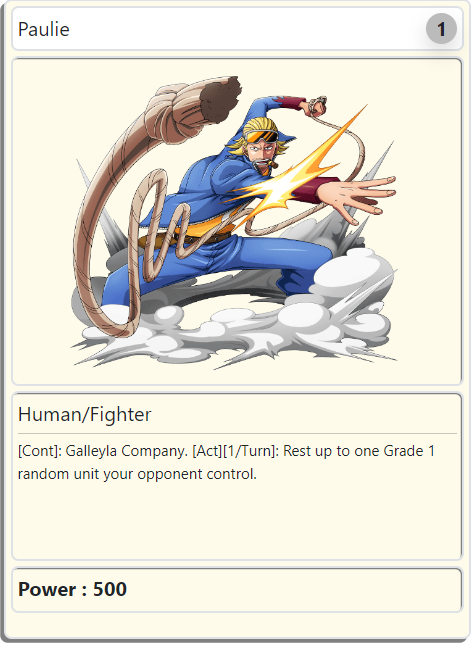 Paulie
1
Human/Fighter
[Cont]: Galleyla Company. [Act][1/Turn]: Rest up to one Grade 1
random unit your opponent control.
Power : 500